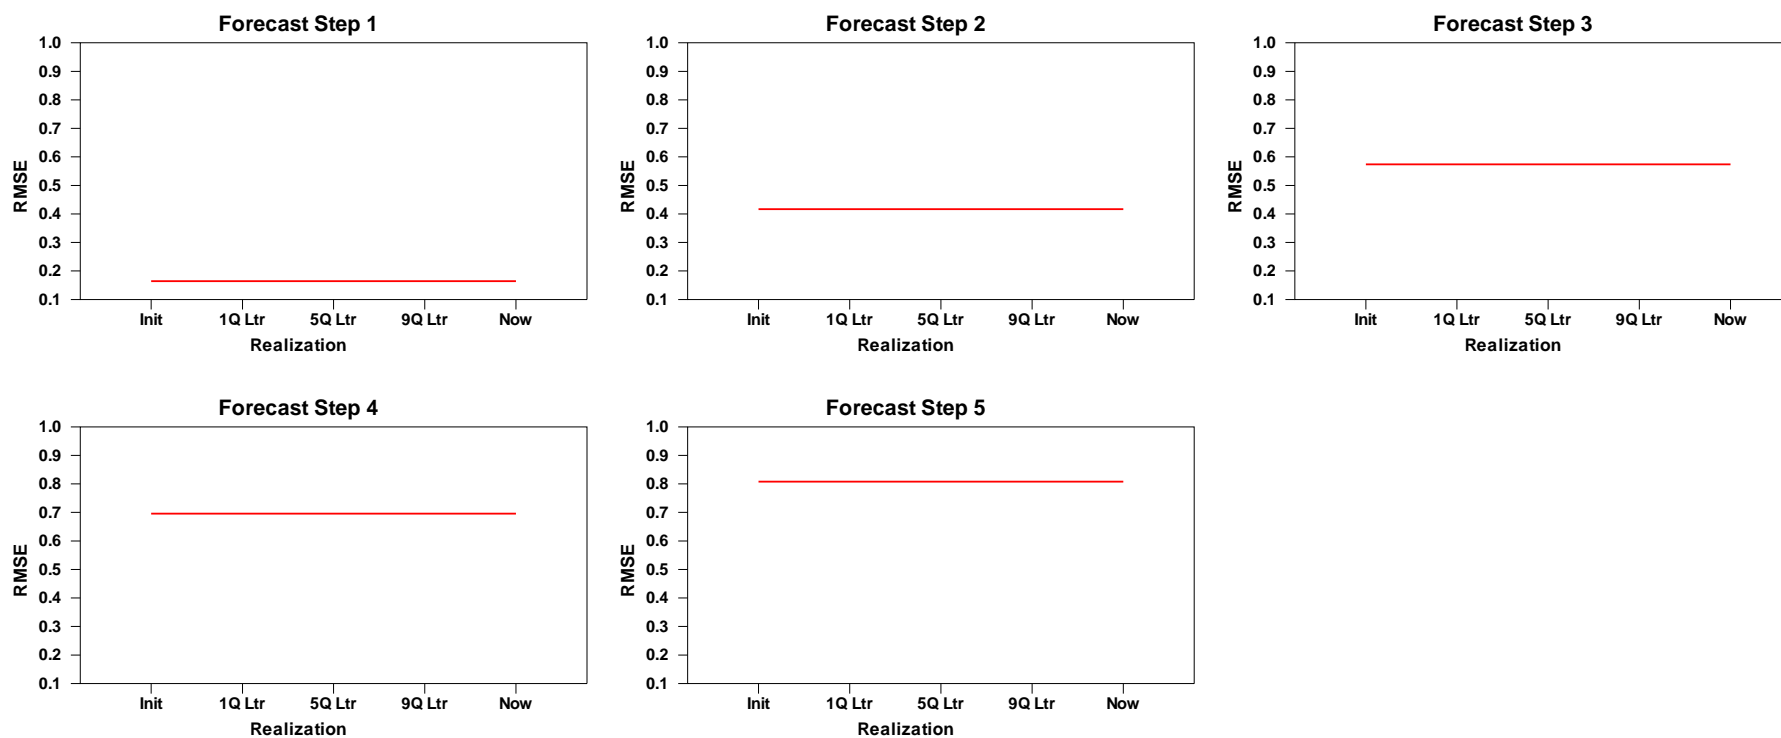 Forecast Step 1
1.0
0.9
0.8
0.7
0.6
0.5
0.4
0.3
0.2
0.1
RMSE
Init 1Q Ltr 5Q Ltr 9Q Ltr Now
Realization
Forecast Step 2
1.0
0.9
0.8
0.7
0.6
0.5
0.4
0.3
0.2
0.1
RMSE
Init 1Q Ltr 5Q Ltr 9Q Ltr Now
Realization
Forecast Step 3
1.0
0.9
0.8
0.7
0.6
0.5
0.4
0.3
0.2
0.1
RMSE
Init 1Q Ltr 5Q Ltr 9Q Ltr Now
Realization
Forecast Step 4
1.0
0.9
0.8
0.7
0.6
0.5
0.4
0.3
0.2
0.1
RMSE
Init 1Q Ltr 5Q Ltr 9Q Ltr Now
Realization
Forecast Step 5
1.0
0.9
0.8
0.7
0.6
0.5
0.4
0.3
0.2
0.1
RMSE
Init 1Q Ltr 5Q Ltr 9Q Ltr Now
Realization